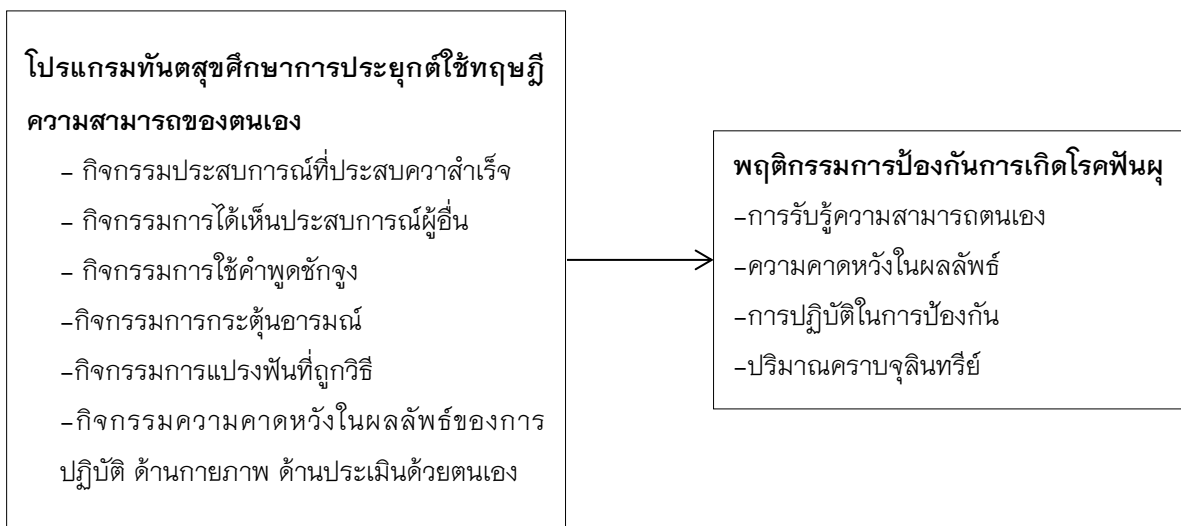 โปรแกรมทันตสุขศึกษาการประยุกต์ใช้ทฤษฎี
ความสามารถของตนเอง
– กิจกรรมประสบการณ์ที่ประสบควาสำเร็จ
– กิจกรรมการได้เห็นประสบการณ์ผู้อื่น
– กิจกรรมการใช้คำพูดชักจูง
–กิจกรรมการกระตุ้นอารมณ์
–กิจกรรมการแปรงฟันที่ถูกวิธี
–กิจกรรมความคาดหวังในผลลัพธ์ของการ
ปฏิบัติ ด้านกายภาพ ด้านประเมินด้วยตนเอง
พฤติกรรมการป้องกันการเกิดโรคฟันผุ
–การรับรู้ความสามารถตนเอง
–ความคาดหวังในผลลัพธ์
–การปฏิบัติในการป้องกัน
–ปริมาณคราบจุลินทรีย์